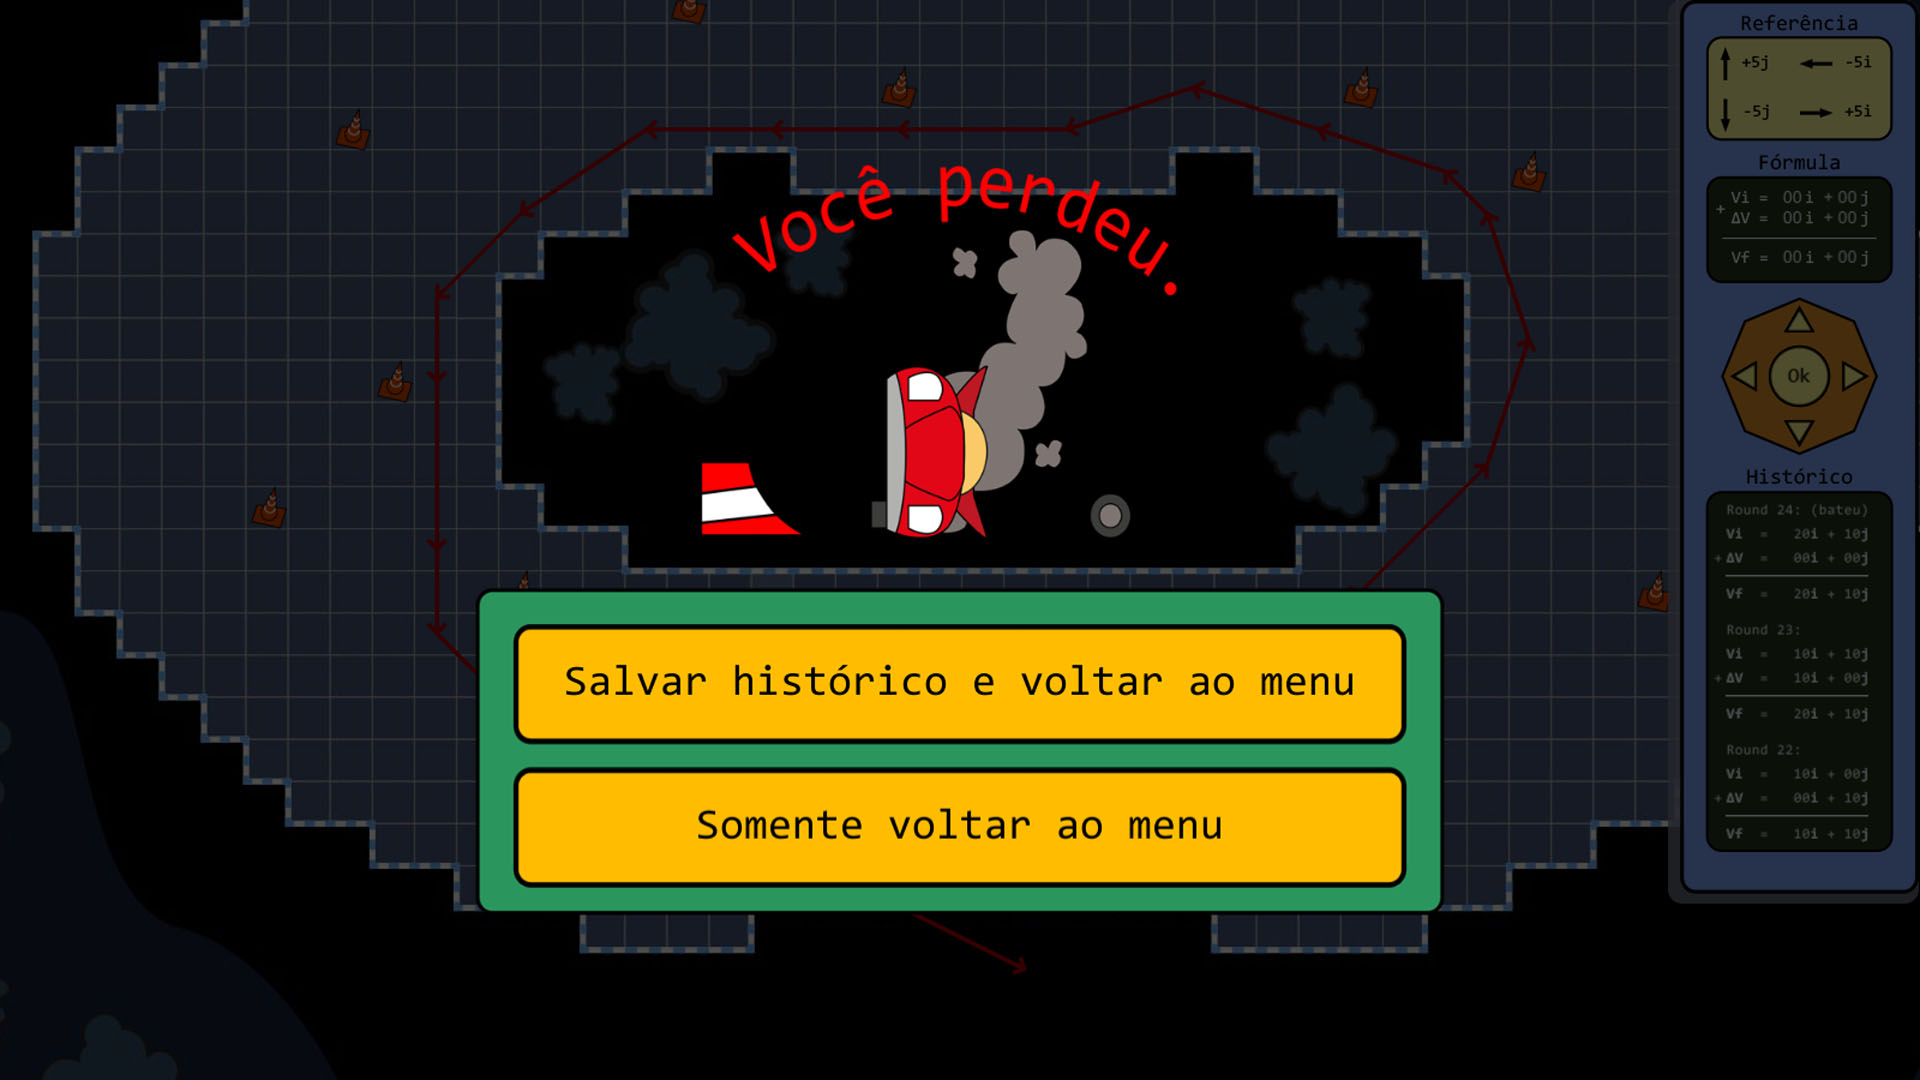 Você perdeu.
Salvar histórico e voltar ao menu
Somente voltar ao menu
Referência
+5j
-5i
-5j
+5i
Fórmula
Vi = 00i +00j
+ ΔV = 00i +00j
Vf = 00i +00j
Ok
Histórico
Round 24: (bateu)
Vi = 20i + 10j
+ ΔV = 00i + 00j
Vf = 20i + 10j
Round 23:
Vi = 10i + 10j
+ ΔV = 10i + 00j
Vf = 20i + 10j
Round 22:
Vi = 10i + 00j
+ ΔV = 00i + 10j
Vf = 10i + 10j